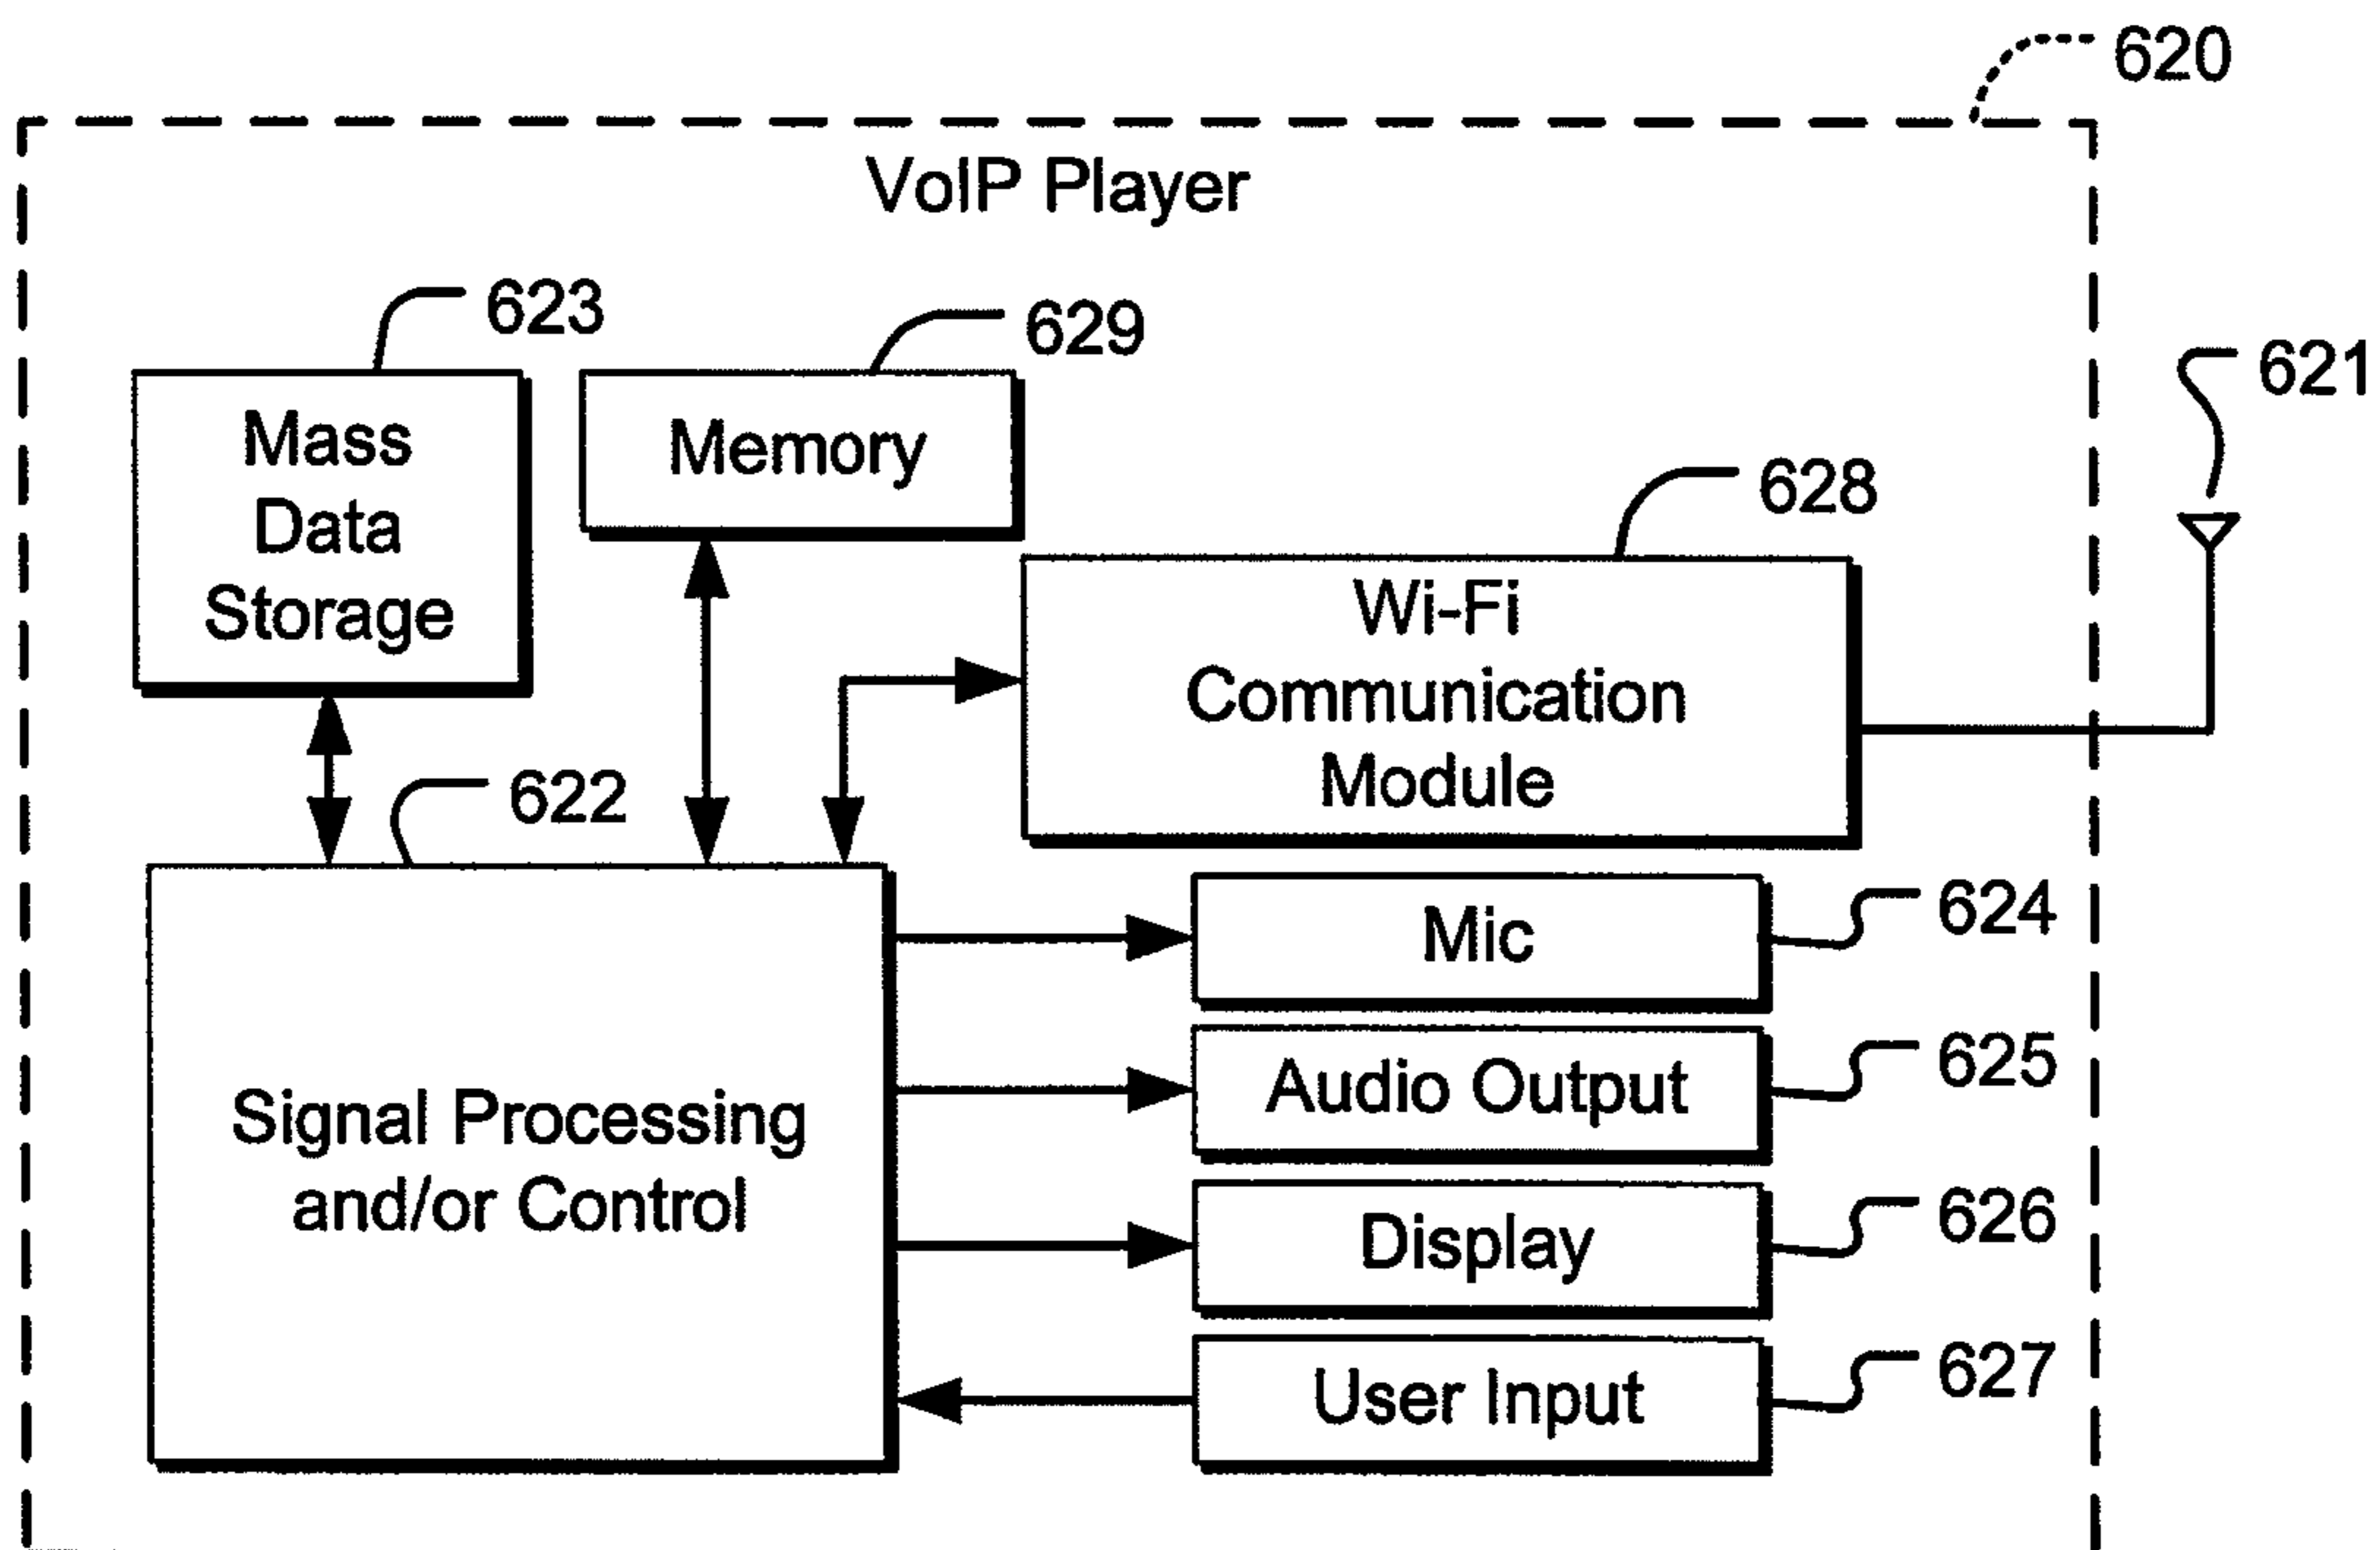 620
VoIP Player
623
629
621
Mass
Data
Storage
Memory
628
Wi-Fi
Communication
Module
622
Mic
624
Signal Processing
and/or Control
Audio Output
625
Display
626
User Input
627